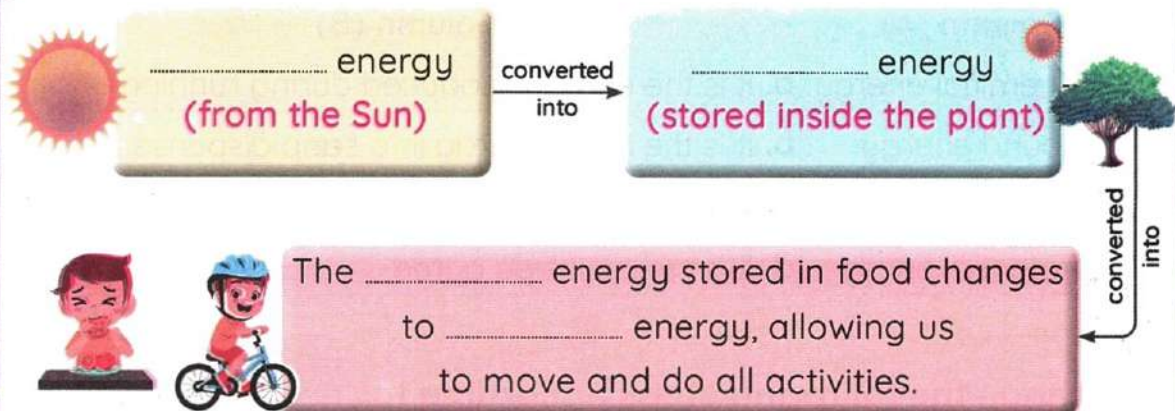 .............................. energy
(from the Sun)
converted
into
.............................. energy
(stored inside the plant)
converted
into
The .............................. energy stored in food changes
to .............................. energy, allowing us
to move and do all activities.